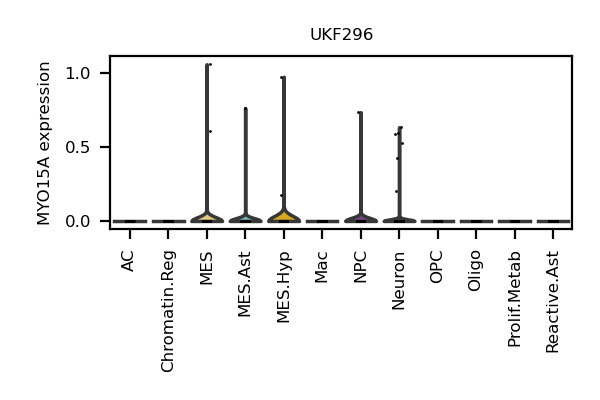 UKF296
MYO15A expression
1.0
0.5
0.0
AC
Chromatin.Reg
MES
MES.Ast
MES.Hyp
Mac
NPC
Neuron
OPC
Oligo
Prolif.Metab
Reactive.Ast